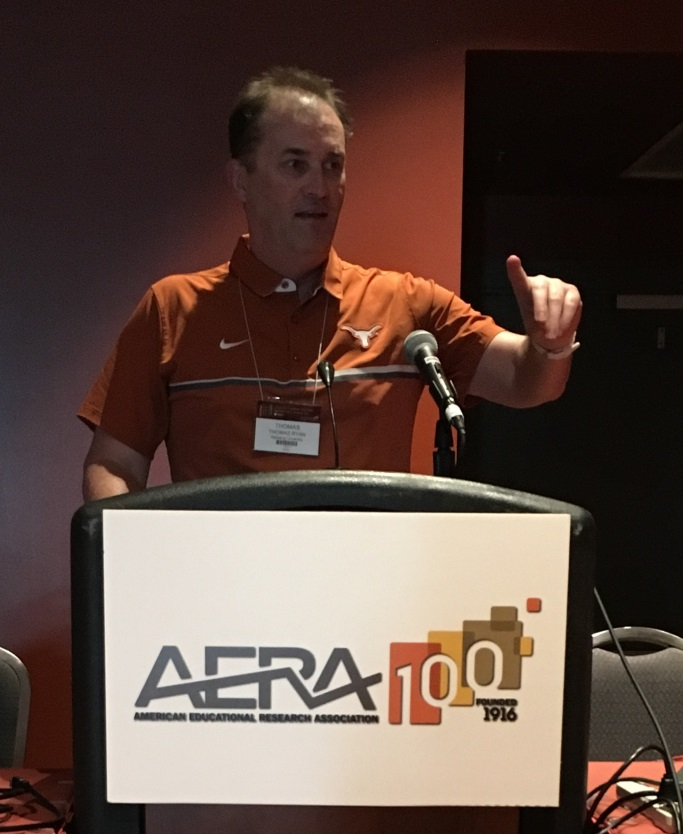 THOMAS
AERA
100
AMERICAN EDUCATIONAL RESEARCH ASSOCIATION
FOUNDED
1916